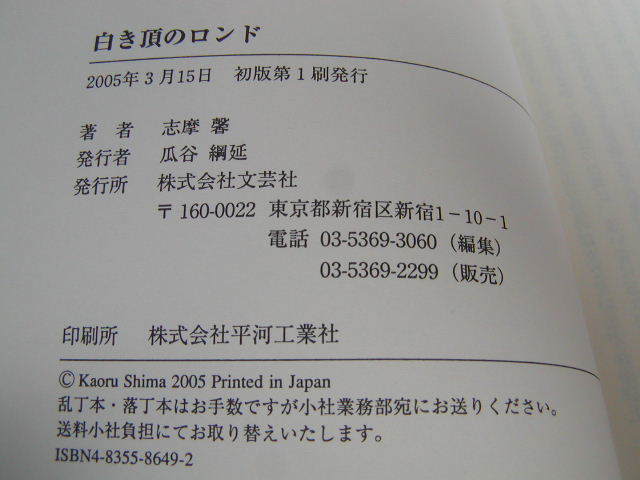 白き頂のロンド
2005年3月15日 初版第1刷発行
著 者 志摩 馨
発行者 瓜谷 綱延
発行所 株式会社文芸社
〒160-0022 東京都新宿区新宿1-10-1
電話 03-5369-3060（編集）
03-5369-2299（販売）
印刷所 株式会社平河工業社
© Kaoru Shima 2005 Printed in Japan
乱丁本・落丁本はお手数ですが小社業務部宛にお送りください。
送料小社負担にてお取り替えいたします。
ISBN4-8355-8649-2